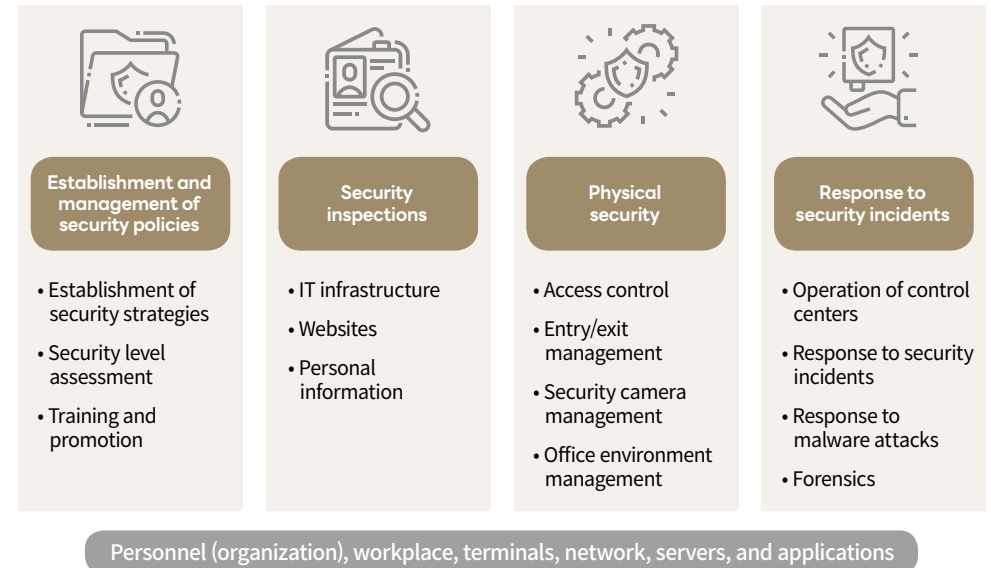 Establishment and
management of
security policies
• Establishment of
security strategies
• Security level
assessment
• Training and
promotion
Security
inspections
• IT infrastructure
• Websites
• Personal
information
Physical
security
• Access control
• Entry/exit
management
• Security camera
management
• Office environment
management
Response to
security incidents
• Operation of control
centers
• Response to security
incidents
• Response to
malware attacks
• Forensics
Personnel (organization), workplace, terminals, network, servers, and applications